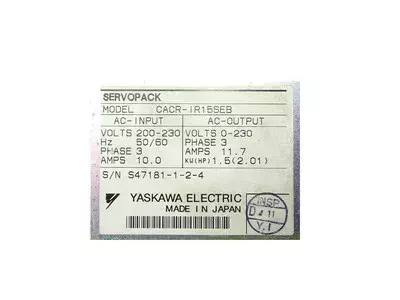 SERVOPACK
MODEL CACR-IR15SEB
AC-INPUT AC-OUTPUT
VOLTS 200-230 VOLTS 0-230
Hz 50/60 PHASE 3
PHASE 3 AMPS 11.7
AMPS 10.0 KW(HP) 1.5(2.01)
S/N S47181-1-2-4
YASKAWA ELECTRIC
MADE IN JAPAN
INSP
D 4 11
Y.I